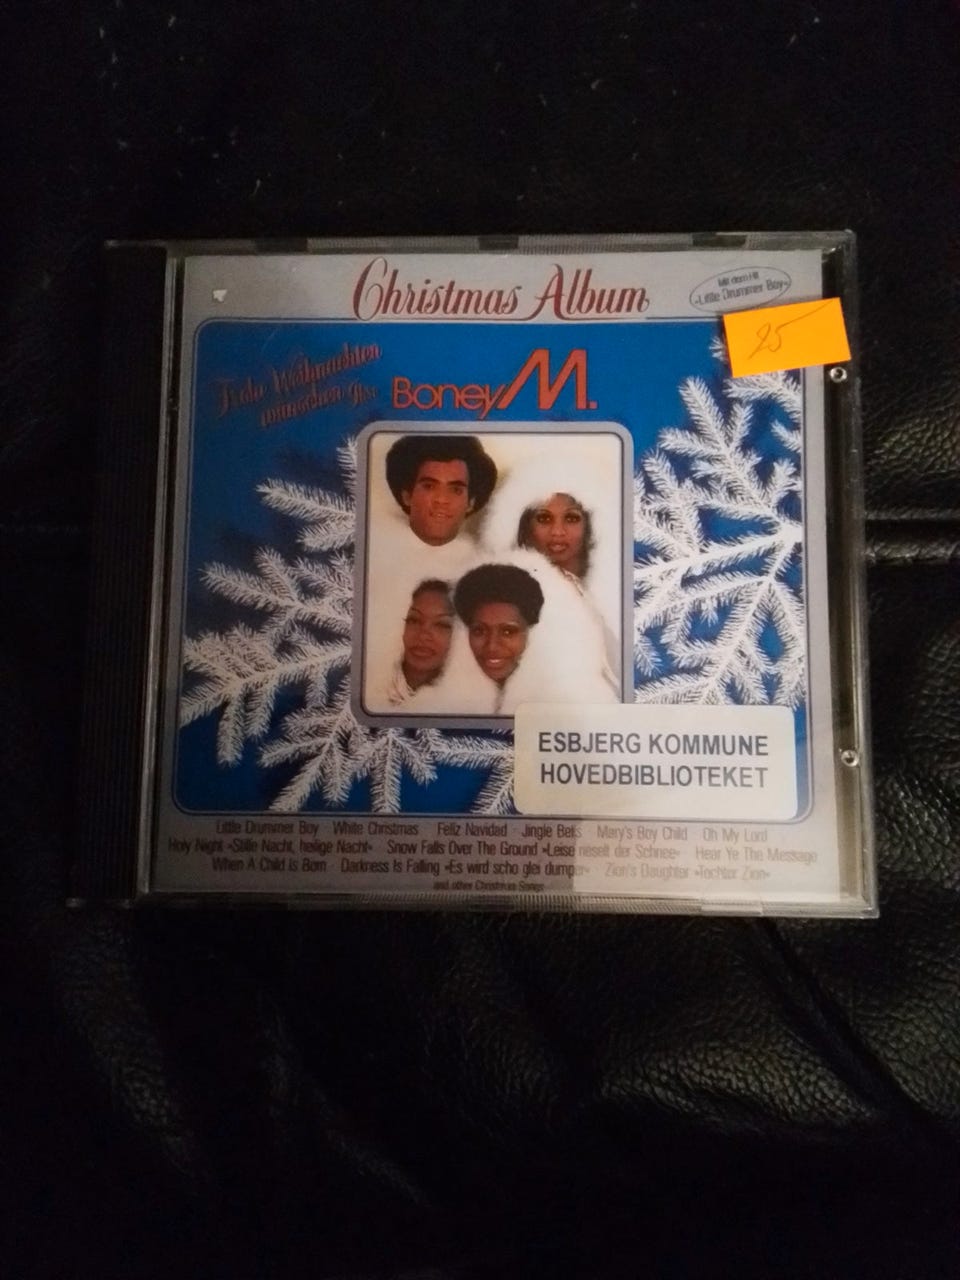 Christmas Album
Mit dem Hit
»Little Drummer Boy«
25
Frohe Weihnachten
wünschen Ihnen
Boney M.
ESBJERG KOMMUNE
HOVEDBIBLIOTEKET
Little Drummer Boy White Christmas Feliz Navidad Jingle Bells Mary's Boy Child Oh My Lord
Holy Night »Stille Nacht, heilige Nacht« Snow Falls Over The Ground »Leise rieselt der Schnee« Hear Ye The Message
When A Child Is Born Darkness Is Falling »Es wird scho glei dumper« Zion's Daughter »Tochter Zion«
and other Christmas Songs